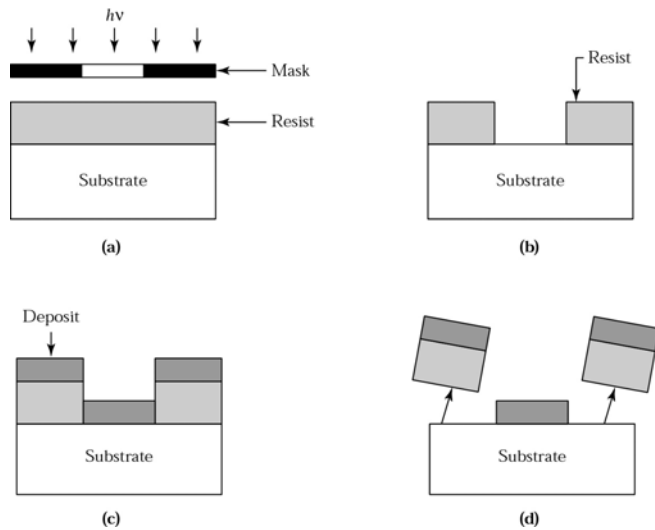 hν
Mask
Resist
Substrate
(a)
Resist
Substrate
(b)
Deposit
Substrate
(c)
Substrate
(d)